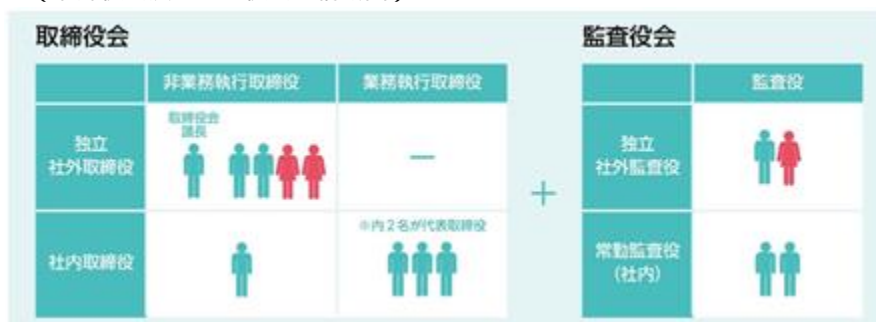 取締役会
非業務執行取締役 業務執行取締役
独立
社外取締役
取締役会
議長
ー
社内取締役
※内2名が代表取締役
+
監査役会
監査役
独立
社外監査役
常勤監査役
(社内)